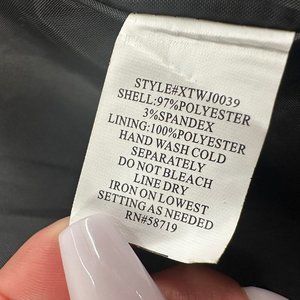 STYLE#XTWJ0039
SHELL:97%POLYESTER
3%SPANDEX
LINING:100%POLYESTER
HAND WASH COLD
SEPARATELY
DO NOT BLEACH
LINE DRY
IRON ON LOWEST
SETTING AS NEEDED
RN#58719